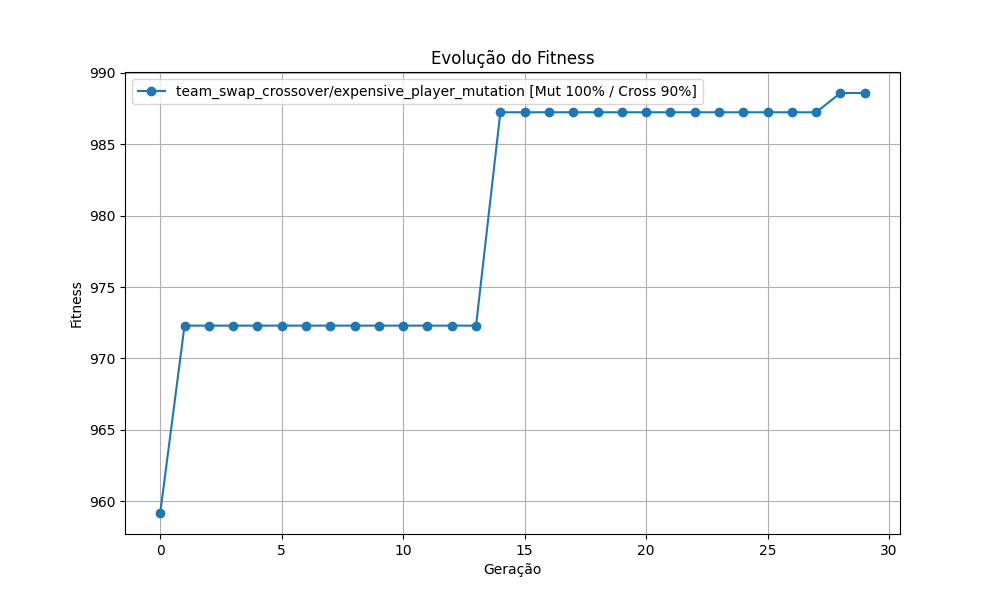 Evolução do Fitness
team_swap_crossover/expensive_player_mutation [Mut 100% / Cross 90%]
990
985
980
975
970
965
960
Fitness
0 5 10 15 20 25 30
Geração